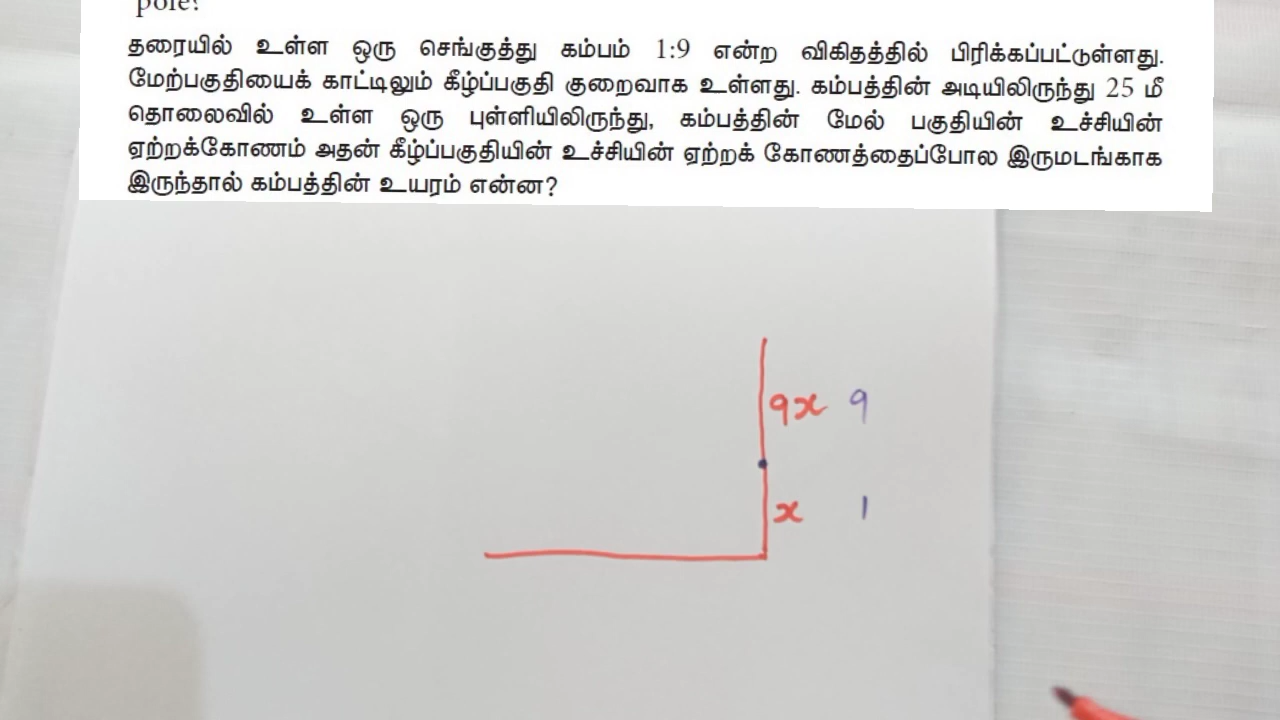 pole?
தரையில் உள்ள ஒரு செங்குத்து கம்பம் 1:9 என்ற விகிதத்தில் பிரிக்கப்பட்டுள்ளது.
மேற்பகுதியைக் காட்டிலும் கீழ்ப்பகுதி குறைவாக உள்ளது. கம்பத்தின் அடியிலிருந்து 25 மீ
தொலைவில் உள்ள ஒரு புள்ளியிலிருந்து, கம்பத்தின் மேல் பகுதியின் உச்சியின்
ஏற்றக்கோணம் அதன் கீழ்ப்பகுதியின் உச்சியின் ஏற்றக் கோணத்தைப்போல இருமடங்காக
இருந்தால் கம்பத்தின் உயரம் என்ன?
9x 9
x 1